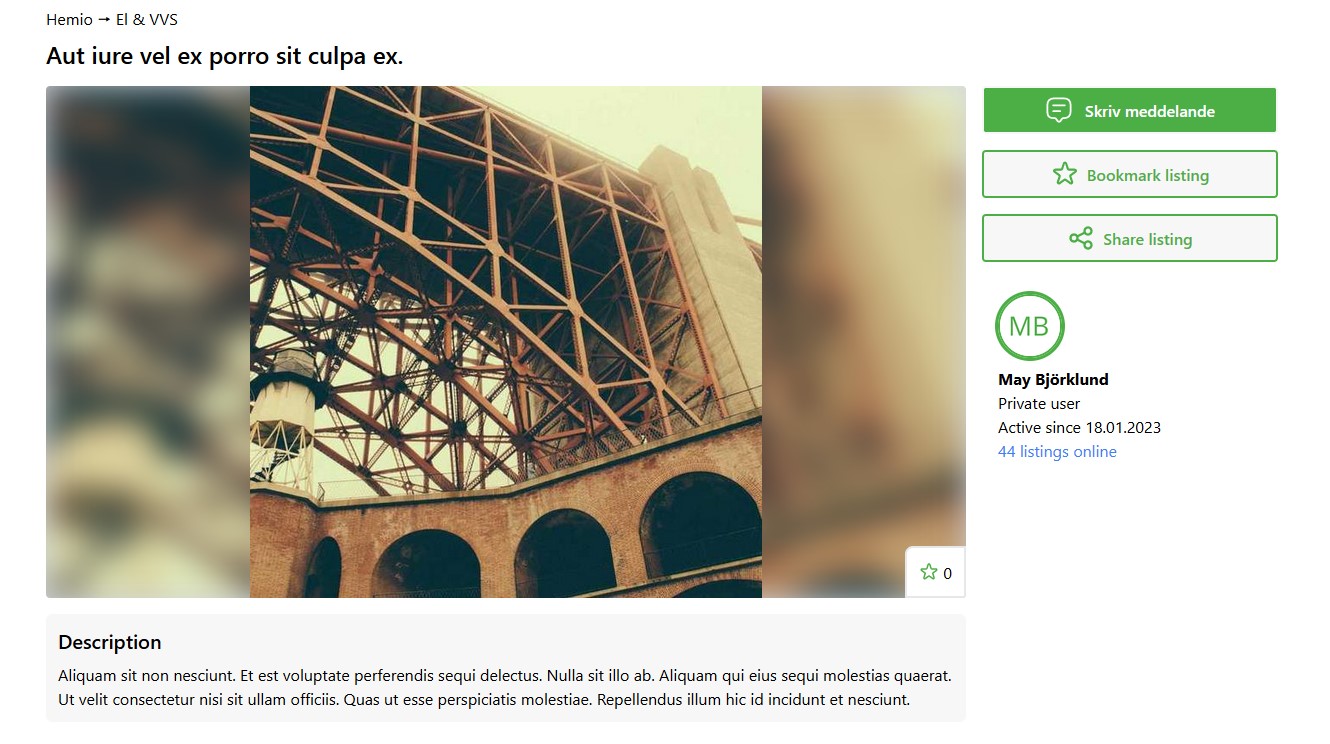 Hemio → El & VVS
Aut iure vel ex porro sit culpa ex.
Skriv meddelande
Bookmark listing
Share listing
MB
May Björklund
Private user
Active since 18.01.2023
44 listings online
0
Description
Aliquam sit non nesciunt. Et est voluptate perferendis sequi delectus. Nulla sit illo ab. Aliquam qui eius sequi molestias quaerat.
Ut velit consectetur nisi sit ullam officiis. Quas ut esse perspiciatis molestiae. Repellendus illum hic id incidunt et nesciunt.